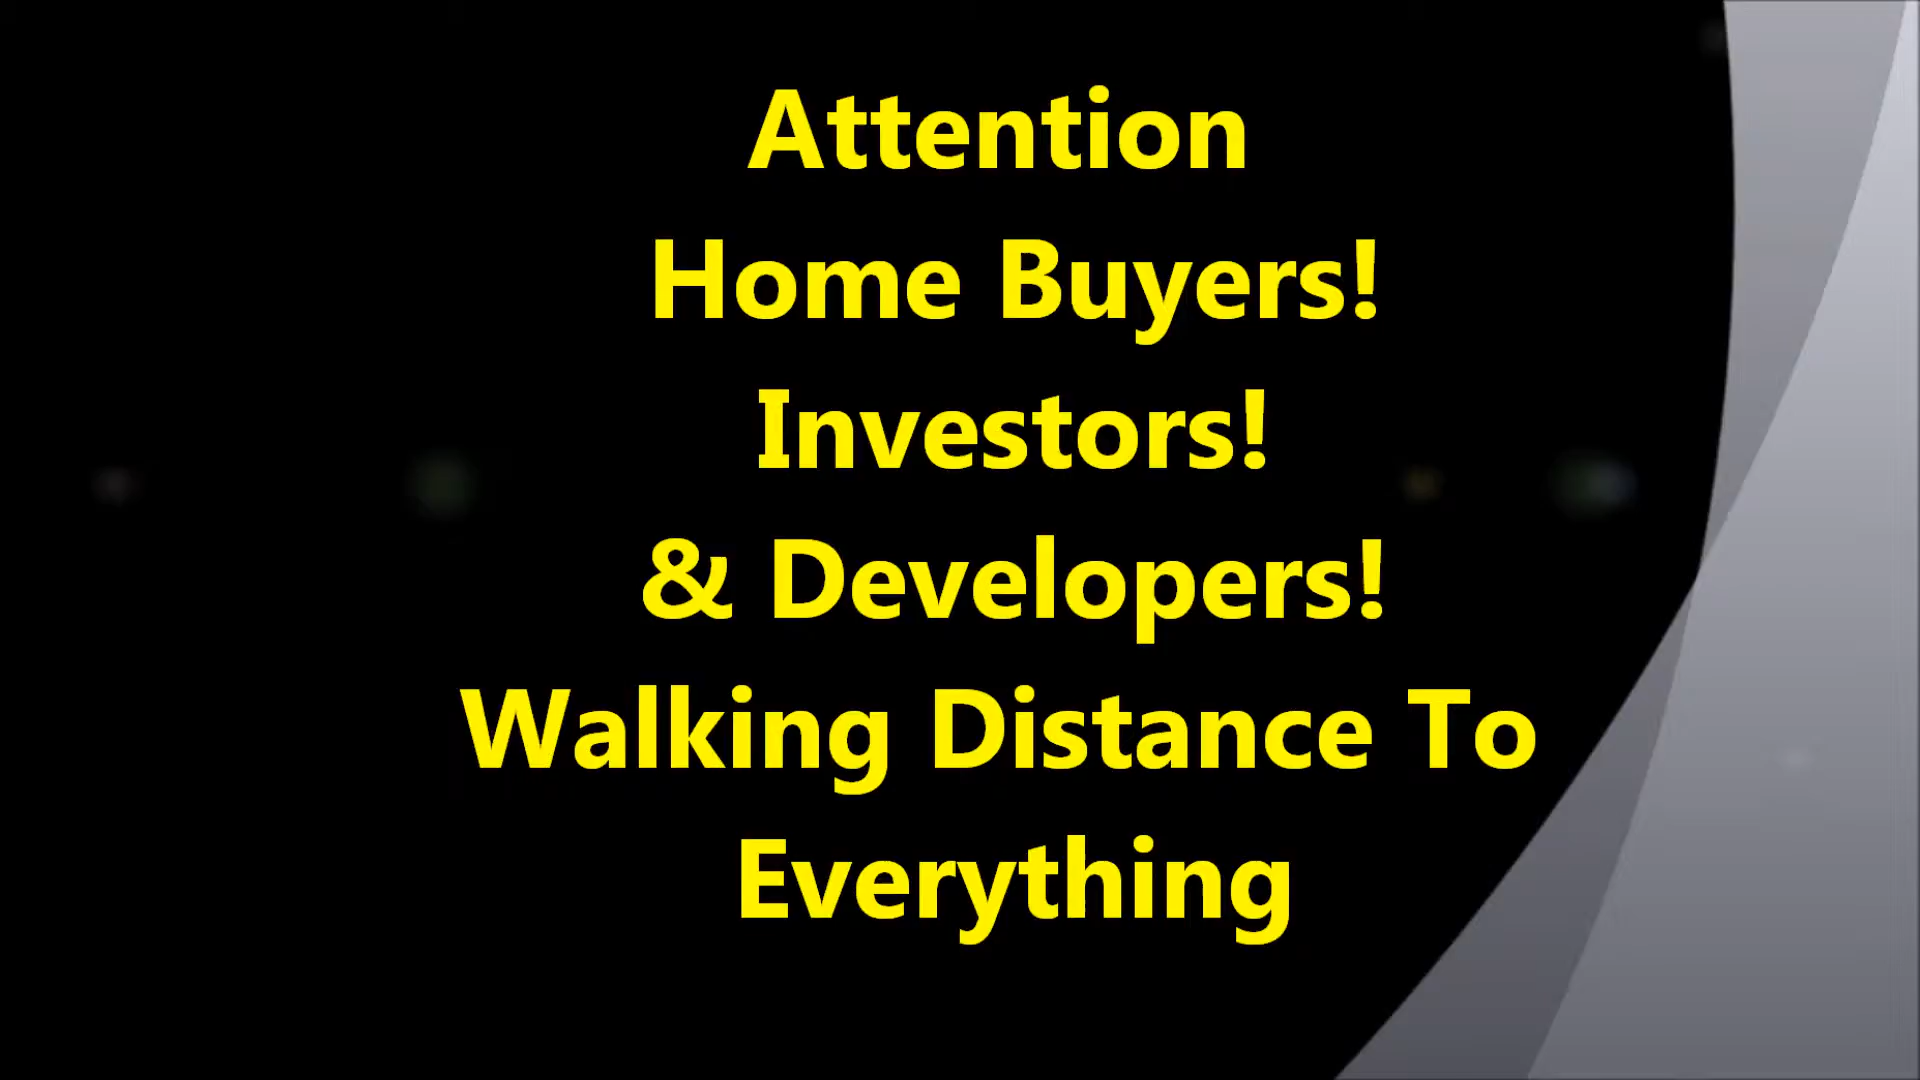 Attention
Home Buyers!
Investors!
& Developers!
Walking Distance To
Everything